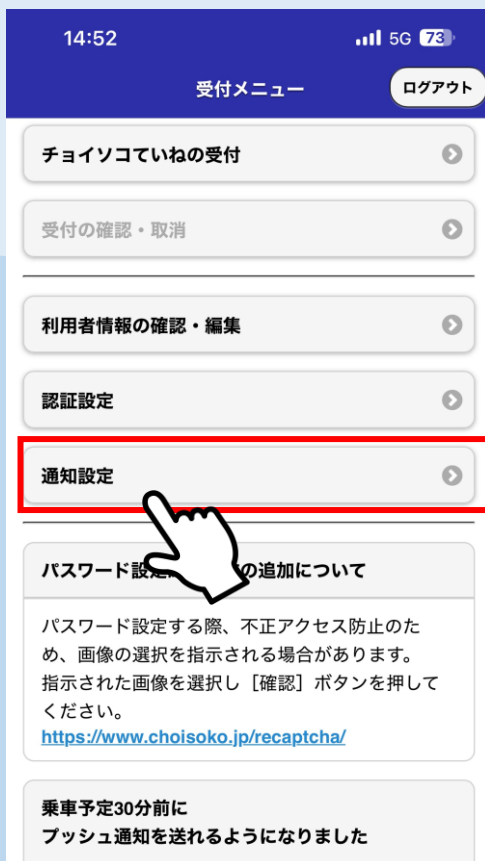 14:52 5G 73
受付メニュー ログアウト
チョイソコていねの受付
受付の確認・取消
利用者情報の確認・編集
認証設定
通知設定
パスワード設定 の追加について
パスワード設定する際、不正アクセス防止のた
め、画像の選択を指示される場合があります。
指示された画像を選択し［確認］ボタンを押して
ください。
https://www.choisoko.jp/recaptcha/
乗車予定30分前に
プッシュ通知を送れるようになりました